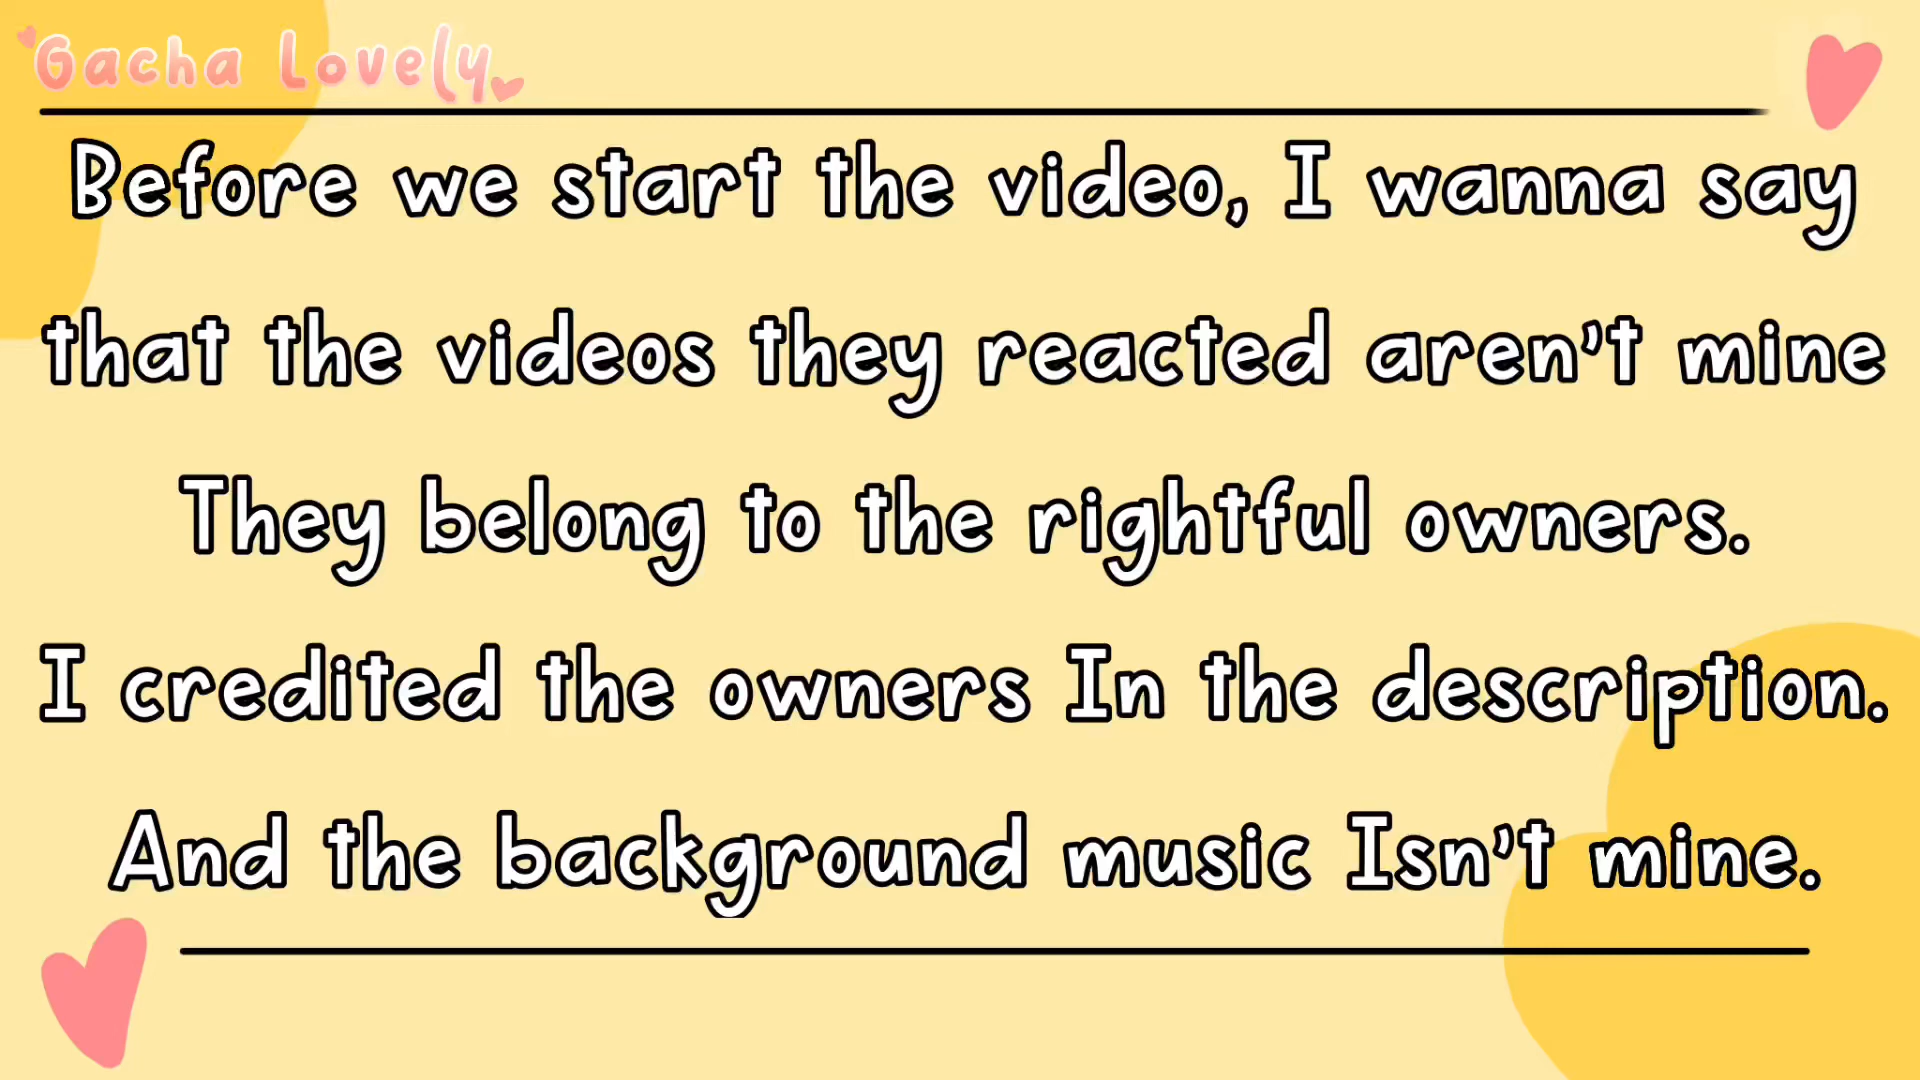 Gacha Lovely
Before we start the video, I wanna say
that the videos they reacted aren't mine
They belong to the rightful owners.
I credited the owners In the description.
And the background music Isn't mine.